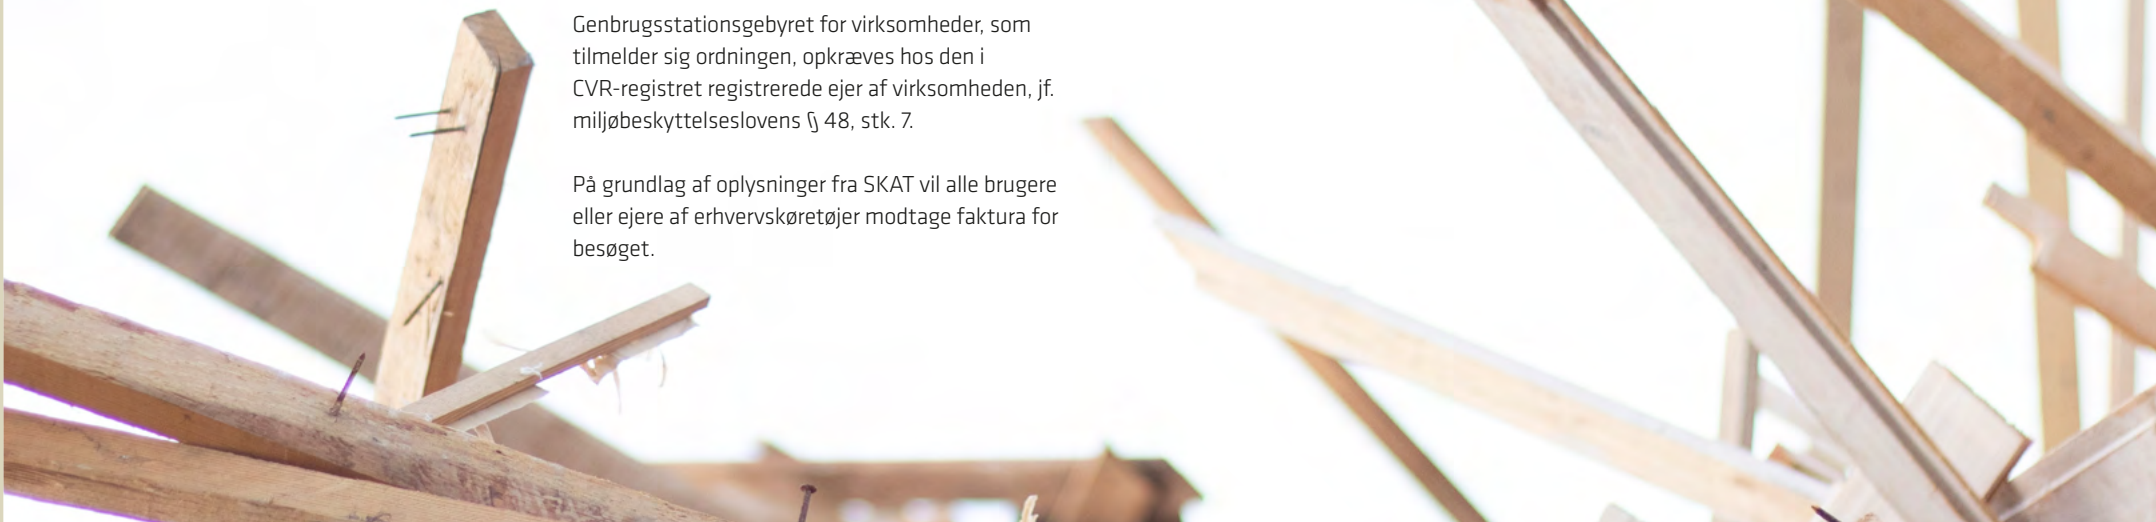 Genbrugsstationsgebyret for virksomheder, som
tilmelder sig ordningen, opkræves hos den i
CVR-registret registrerede ejer af virksomheden, jf.
miljøbeskyttelseslovens § 48, stk. 7.
På grundlag af oplysninger fra SKAT vil alle brugere
eller ejere af erhvervskøretøjer modtage faktura for
besøget.